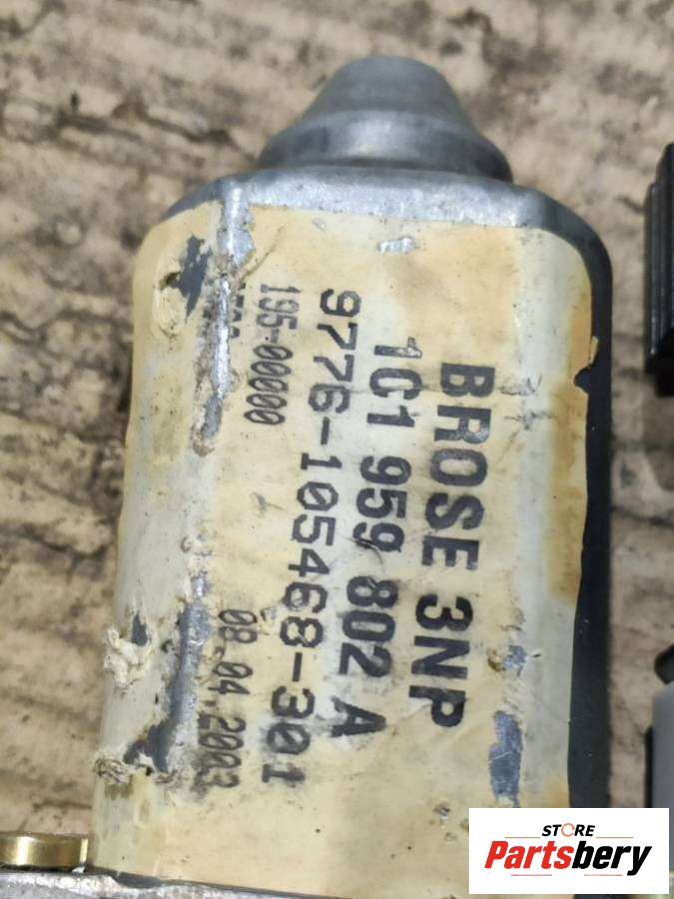 BROSE 3NP
1C1 959 802 A
9776-105468-301
195-00000
08.04.2003
STORE
Partsbery